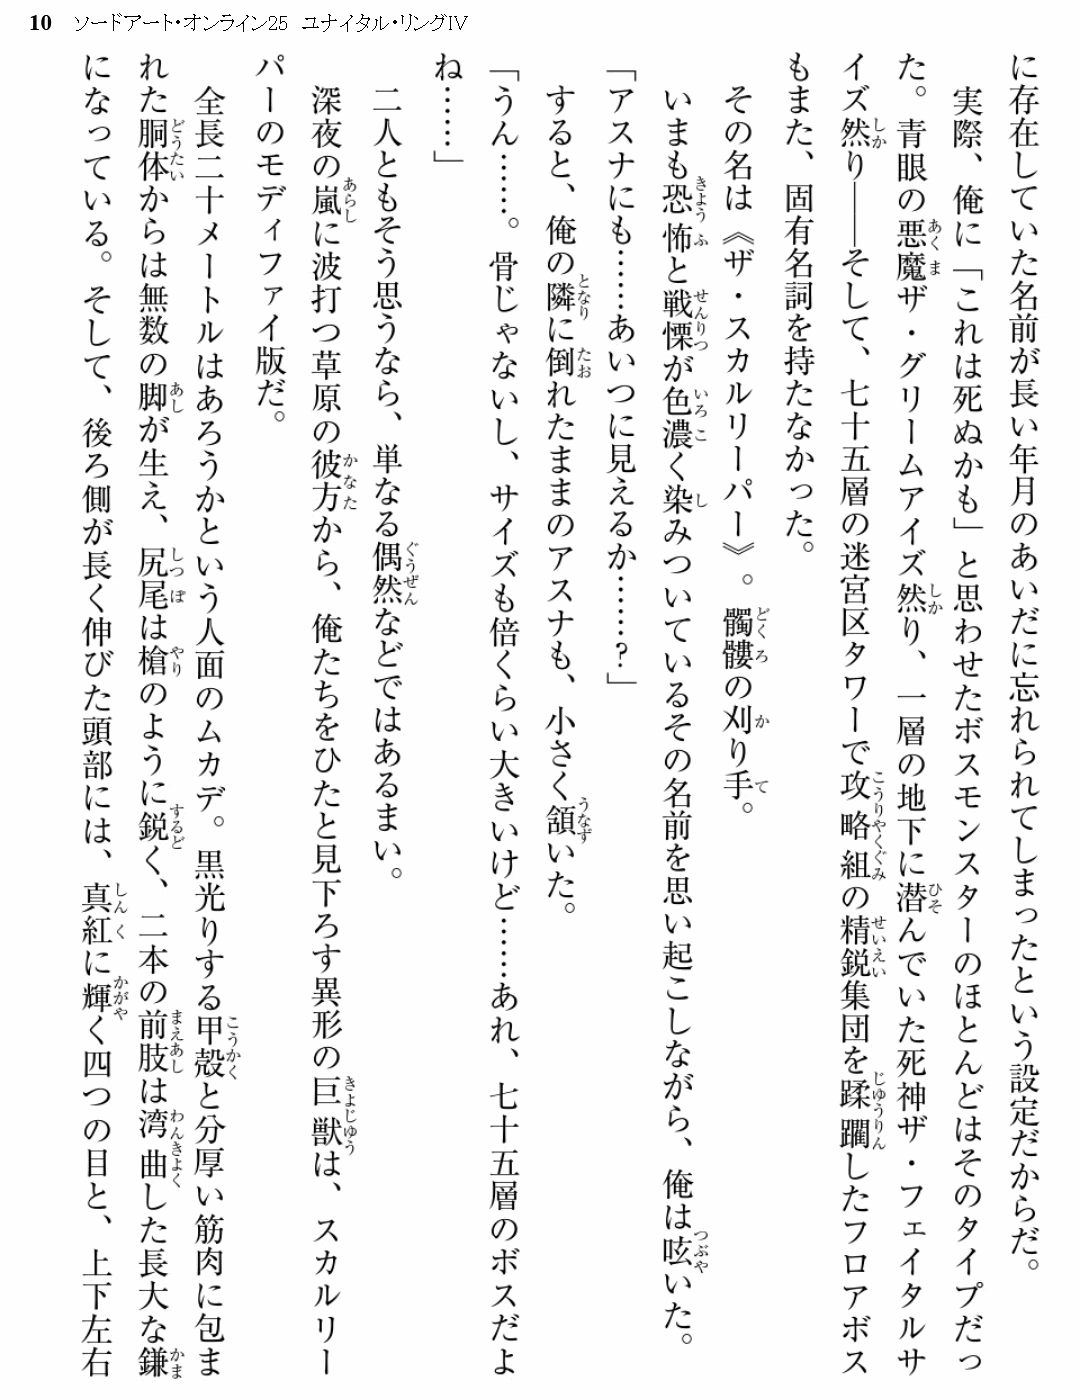 10 ソードアート・オンライン25 ユナイタル・リングIV
に存在していた名前が長い年月のあいだに忘れられてしまったという設定だからだ。
実際、俺に「これは死ぬかも」と思わせたボスモンスターのほとんどはそのタイプだっ
た。青眼の悪魔ザ・グリームアイズ然り、一層の地下に潜んでいた死神ザ・フェイタルサ
イズ然り――そして、七十五層の迷宮区タワーで攻略組の精鋭集団を蹂躙したフロアボス
もまた、固有名詞を持たなかった。
その名は《ザ・スカルリーパー》。髑髏の刈り手。
いまも恐怖と戦慄が色濃く染みついているその名前を思い起こしながら、俺は呟いた。
「アスナにも……あいつに見えるか……?」
すると、俺の隣に倒れたままのアスナも、小さく頷いた。
「うん……。骨じゃないし、サイズも倍くらい大きいけど……あれ、七十五層のボスだよ
ね……」
二人ともそう思うなら、単なる偶然などではあるまい。
深夜の嵐に波打つ草原の彼方から、俺たちをひたと見下ろす異形の巨獣は、スカルリー
パーのモディファイ版だ。
全長二十メートルはあろうかという人面のムカデ。黒光りする甲殻と分厚い筋肉に包ま
れた胴体からは無数の脚が生え、尻尾は槍のように鋭く、二本の前肢は湾曲した長大な鎌
になっている。そして、後ろ側が長く伸びた頭部には、真紅に輝く四つの目と、上下左右